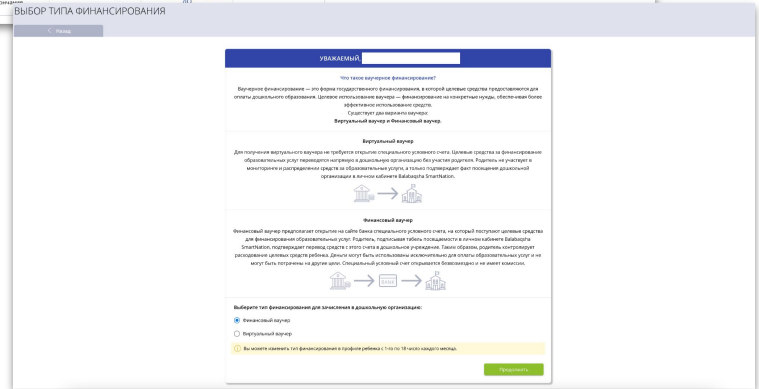 ВЫБОР ТИПА ФИНАНСИРОВАНИЯ
Назад
УВАЖАЕМЫЙ,
Что такое ваучерное финансирование?
Ваучерное финансирование — это форма государственного финансирования, в которой целевые средства предоставляются для
оплаты дошкольного образования. Целевое использование ваучера — финансирование на конкретные нужды, обеспечивая более
эффективное использование средств.
Существует два варианта ваучера:
Виртуальный ваучер и Финансовый ваучер.
Виртуальный ваучер
Для получения виртуального ваучера не требуется открытие специального условного счета. Целевые средства за финансирование
образовательных услуг переводятся напрямую в дошкольную организацию без участия родителя. Родитель не участвует в
мониторинге и распределении средств за образовательные услуги, а только подтверждает факт посещения дошкольной
организации в личном кабинете Balabaqsha SmartNation.
Финансовый ваучер
Финансовый ваучер предполагает открытие на сайте банка специального условного счета, на который поступают целевые средства
для финансирования образовательных услуг. Родитель, подписывая табель посещаемости в личном кабинете Balabaqsha
SmartNation, подтверждает перевод средств с этого счета в дошкольное учреждение. Таким образом, родитель контролирует
расходование целевых средств ребенка. Деньги могут быть использованы исключительно для оплаты образовательных услуг и не
могут быть потрачены на другие цели. Специальный условный счет открывается безвозмездно и не имеет комиссии.
BANK
Выберите тип финансирования для зачисления в дошкольную организацию:
Финансовый ваучер
Виртуальный ваучер
Вы можете изменить тип финансирования в профиле ребенка с 1-го по 18 число каждого месяца.
Продолжить